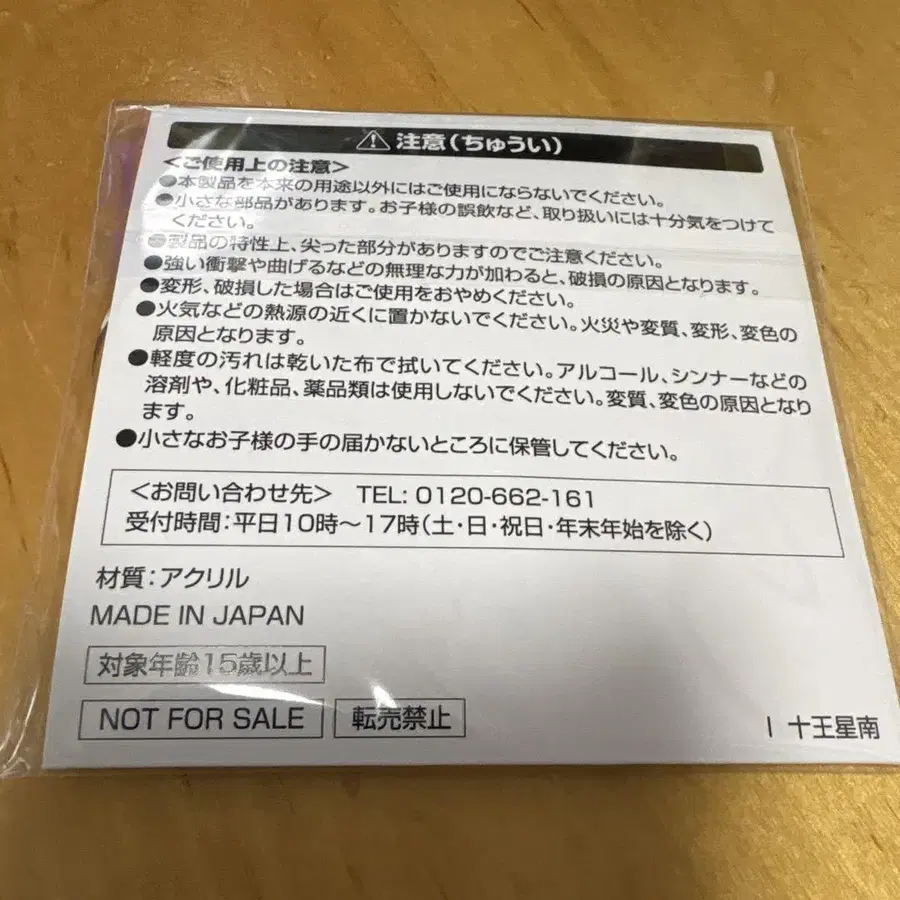 注意(ちゅうい)
<ご使用上の注意>
●本製品を本来の用途以外にはご使用にならないでください。
●小さな部品があります。お子様の誤飲など、取り扱いには十分気をつけて
ください。
●製品の特性上、尖った部分がありますのでご注意ください。
●強い衝撃や曲げるなどの無理な力が加わると、破損の原因となります。
●変形、破損した場合はご使用をおやめください。
●火気などの熱源の近くに置かないでください。火災や変質、変形、変色の
原因となります。
●軽度の汚れは乾いた布で拭いてください。アルコール、シンナーなどの
溶剤や、化粧品、薬品類は使用しないでください。変質、変色の原因となり
ます。
●小さなお子様の手の届かないところに保管してください。
<お問い合わせ先> TEL: 0120-662-161
受付時間:平日10時～17時(土・日・祝日・年末年始を除く)
材質:アクリル
MADE IN JAPAN
対象年齢15歳以上
NOT FOR SALE 転売禁止
I 十王星南